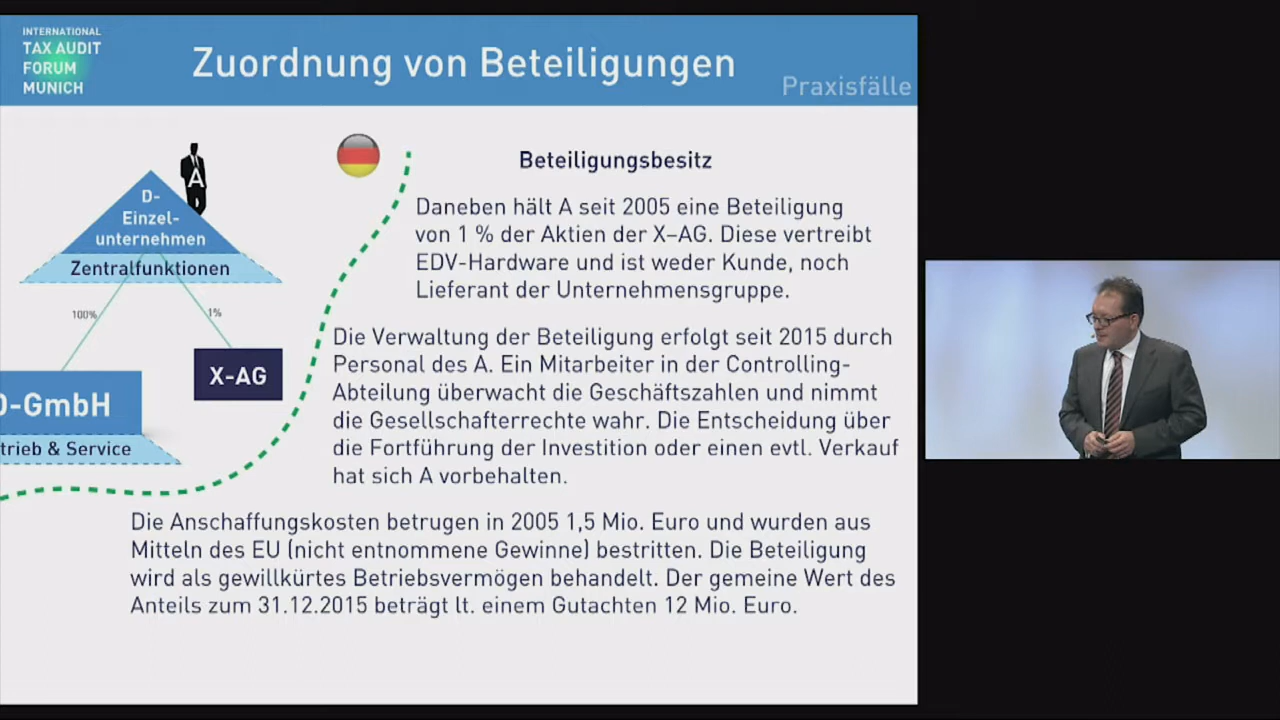 INTERNATIONAL
TAX AUDIT
FORUM
MUNICH
Zuordnung von Beteiligungen
Praxisfälle
A
D-
Einzel-
unternehmen
Zentralfunktionen
100%
1%
X-AG
D-GmbH
trieb & Service
Beteiligungsbesitz
Daneben hält A seit 2005 eine Beteiligung
von 1 % der Aktien der X–AG. Diese vertreibt
EDV-Hardware und ist weder Kunde, noch
Lieferant der Unternehmensgruppe.
Die Verwaltung der Beteiligung erfolgt seit 2015 durch
Personal des A. Ein Mitarbeiter in der Controlling-
Abteilung überwacht die Geschäftszahlen und nimmt
die Gesellschafterrechte wahr. Die Entscheidung über
die Fortführung der Investition oder einen evtl. Verkauf
hat sich A vorbehalten.
Die Anschaffungskosten betrugen in 2005 1,5 Mio. Euro und wurden aus
Mitteln des EU (nicht entnommene Gewinne) bestritten. Die Beteiligung
wird als gewillkürtes Betriebsvermögen behandelt. Der gemeine Wert des
Anteils zum 31.12.2015 beträgt lt. einem Gutachten 12 Mio. Euro.